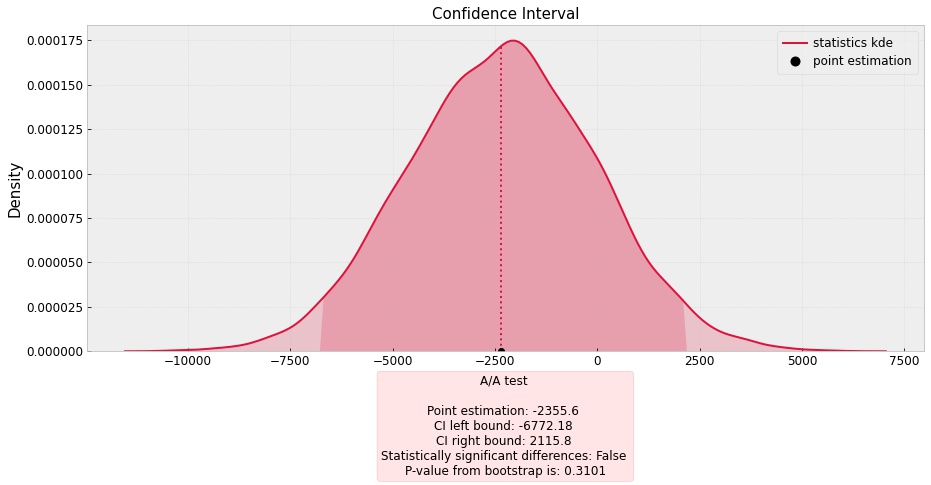 Confidence Interval
statistics kde
point estimation
Density
0.000175
0.000150
0.000125
0.000100
0.000075
0.000050
0.000025
0.000000
−10000 −7500 −5000 −2500 0 2500 5000 7500
A/A test
Point estimation: -2355.6
CI left bound: -6772.18
CI right bound: 2115.8
Statistically significant differences: False
P-value from bootstrap is: 0.3101